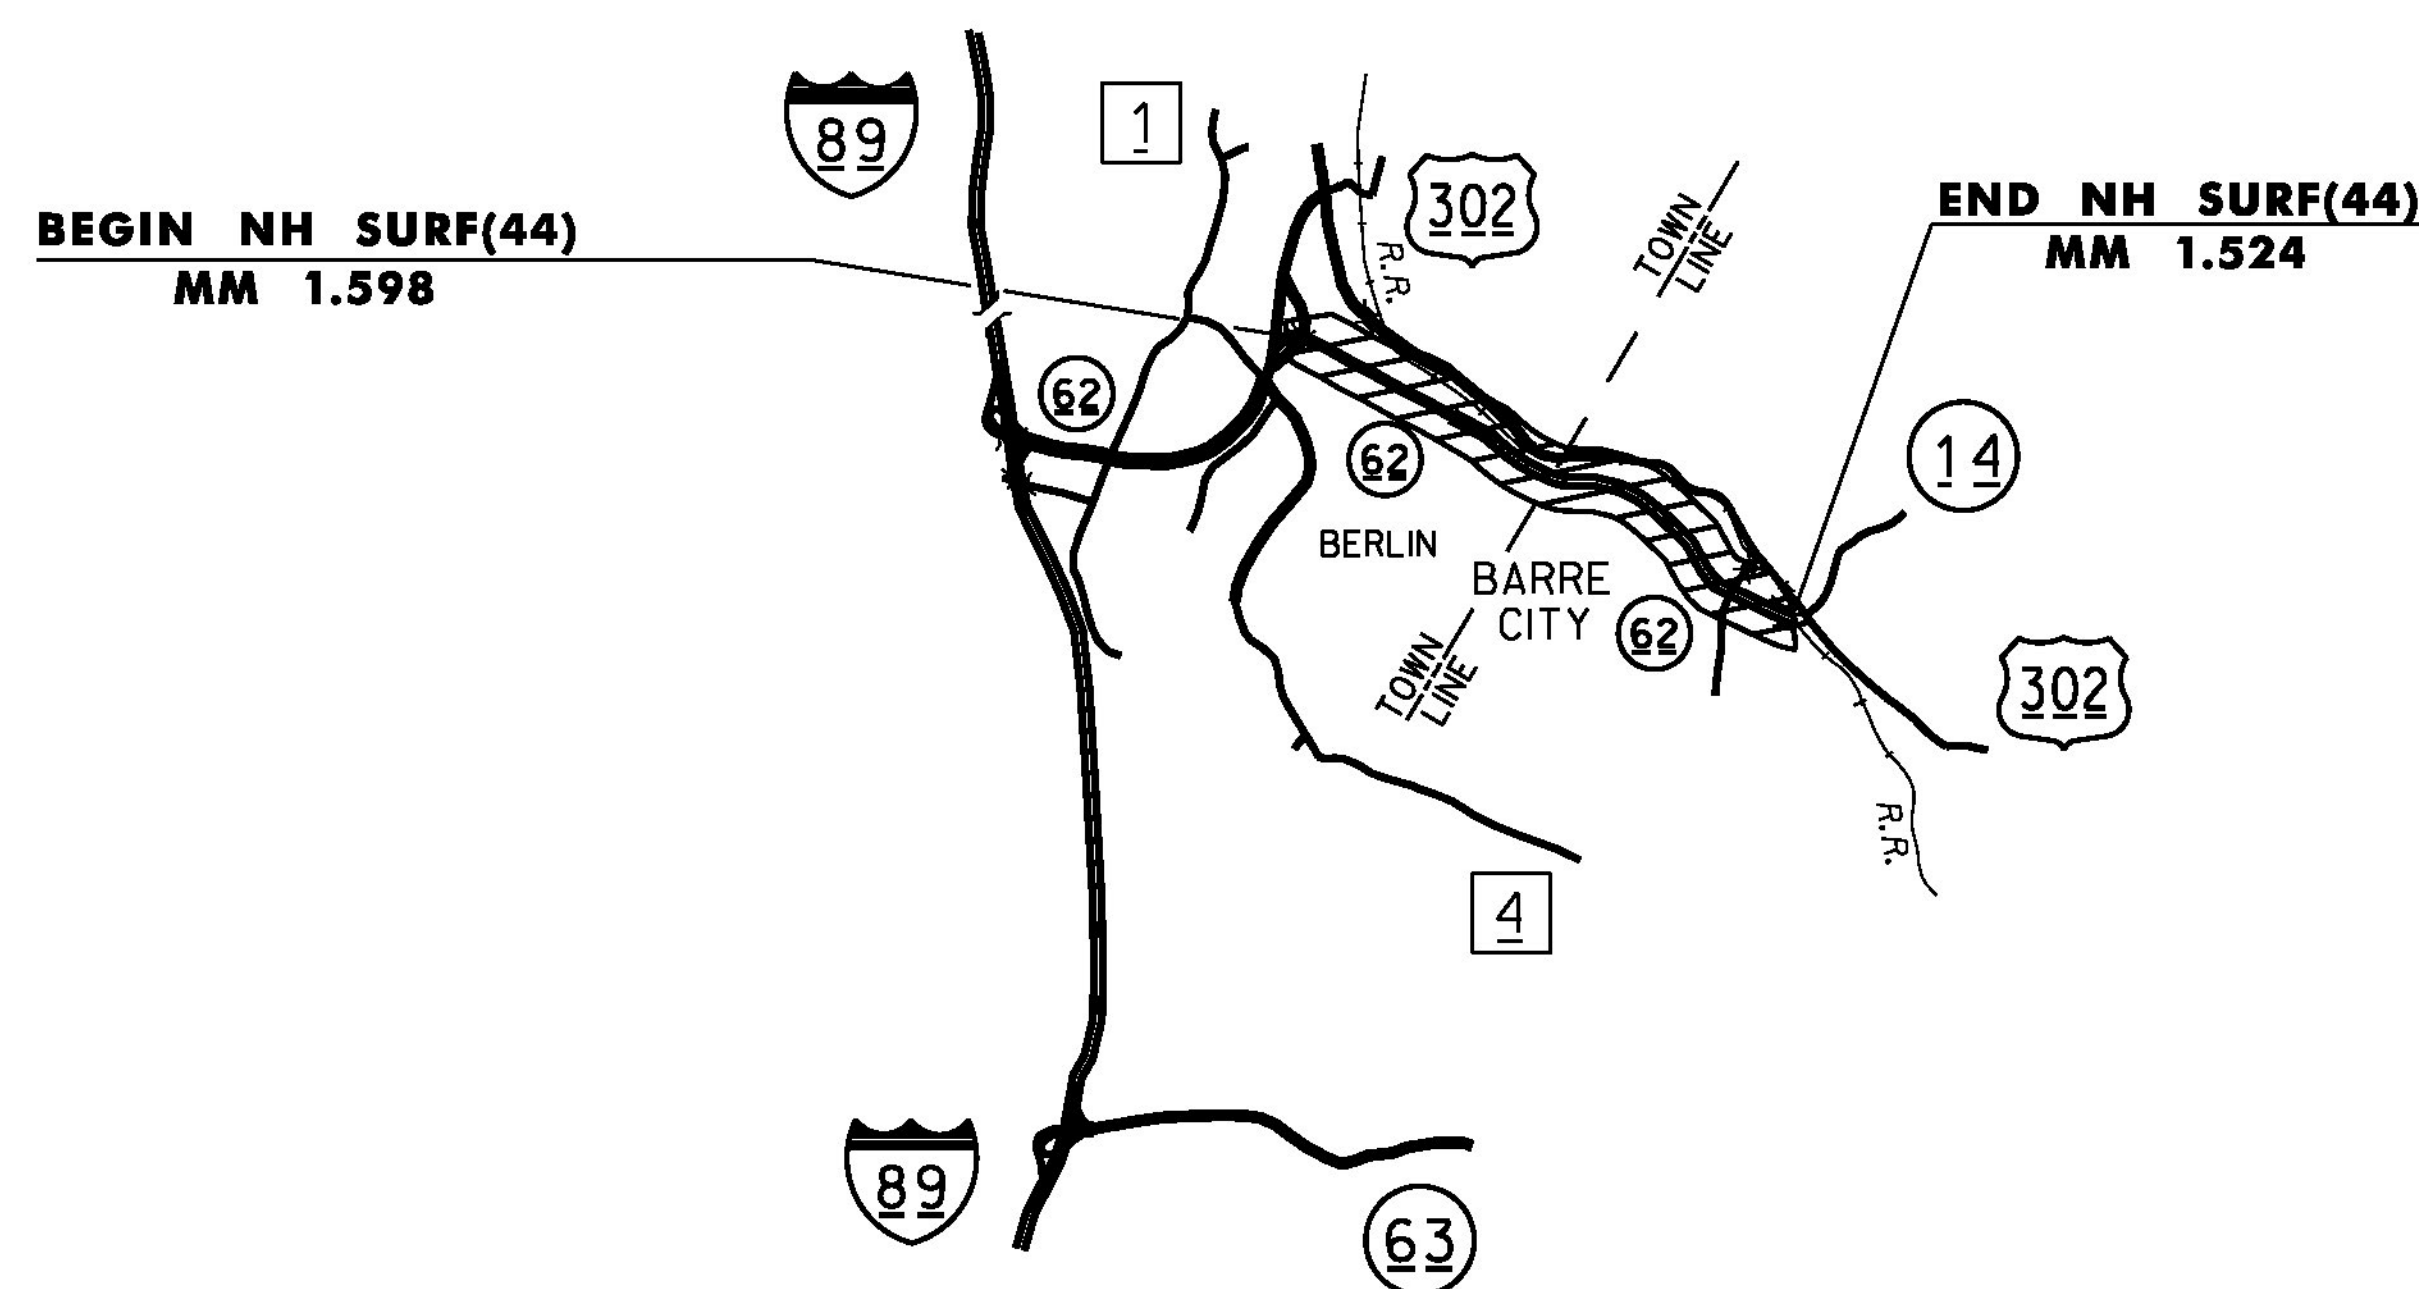 89
1
302
TOWN
LINE
END NH SURF(44)
MM 1.524
BEGIN NH SURF(44)
MM 1.598
R.R.
62
62
14
BERLIN
BARRE
CITY
62
TOWN
LINE
302
R.R.
4
89
63